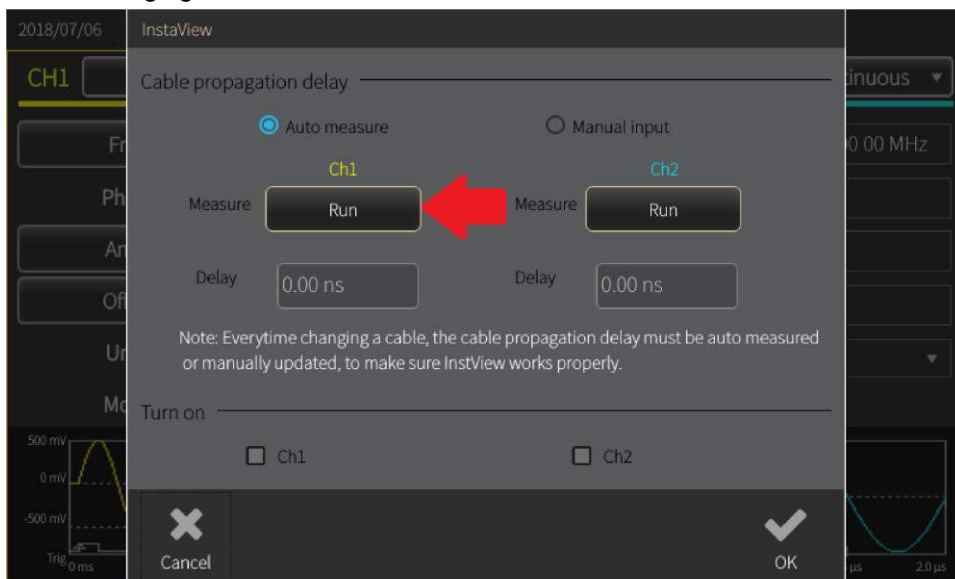 2018/07/06
InstaView
CH1
Cable propagation delay
Auto measure
Manual input
Ch1
Ch2
Measure
Run
Measure
Run
Delay
0.00 ns
Delay
0.00 ns
Note: Everytime changing a cable, the cable propagation delay must be auto measured
or manually updated, to make sure InstView works properly.
Turn on
Ch1
Ch2
500 mV
0 mV
-500 mV
Trig
0 ms
Cancel
OK
2.0 µs